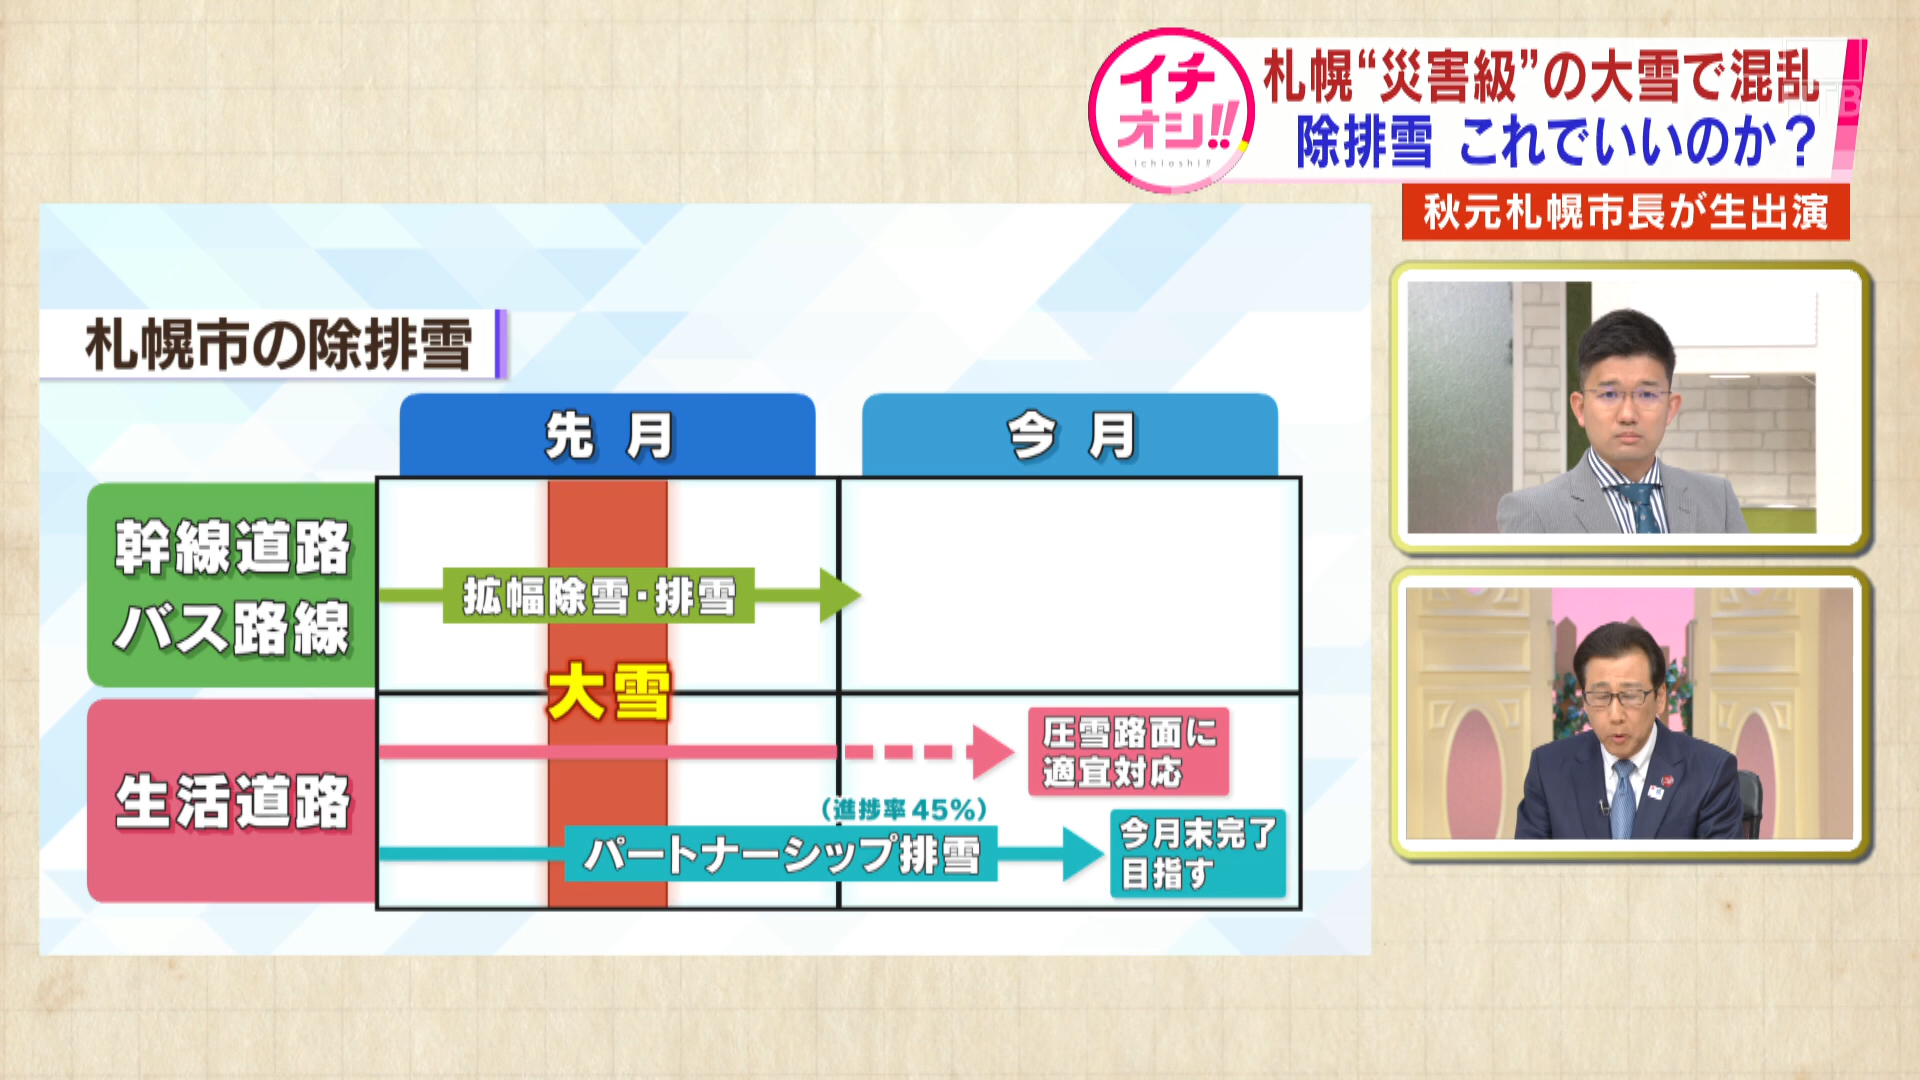 イチ
オシ!!
ichioshi!!
札幌“災害級”の大雪で混乱
除排雪 これでいいのか？
秋元札幌市長が生出演
札幌市の除排雪
先月
今月
幹線道路
バス路線
拡幅除雪・排雪
大雪
生活道路
圧雪路面に
適宜対応
（進捗率45%）
パートナーシップ排雪
今月末完了
目指す